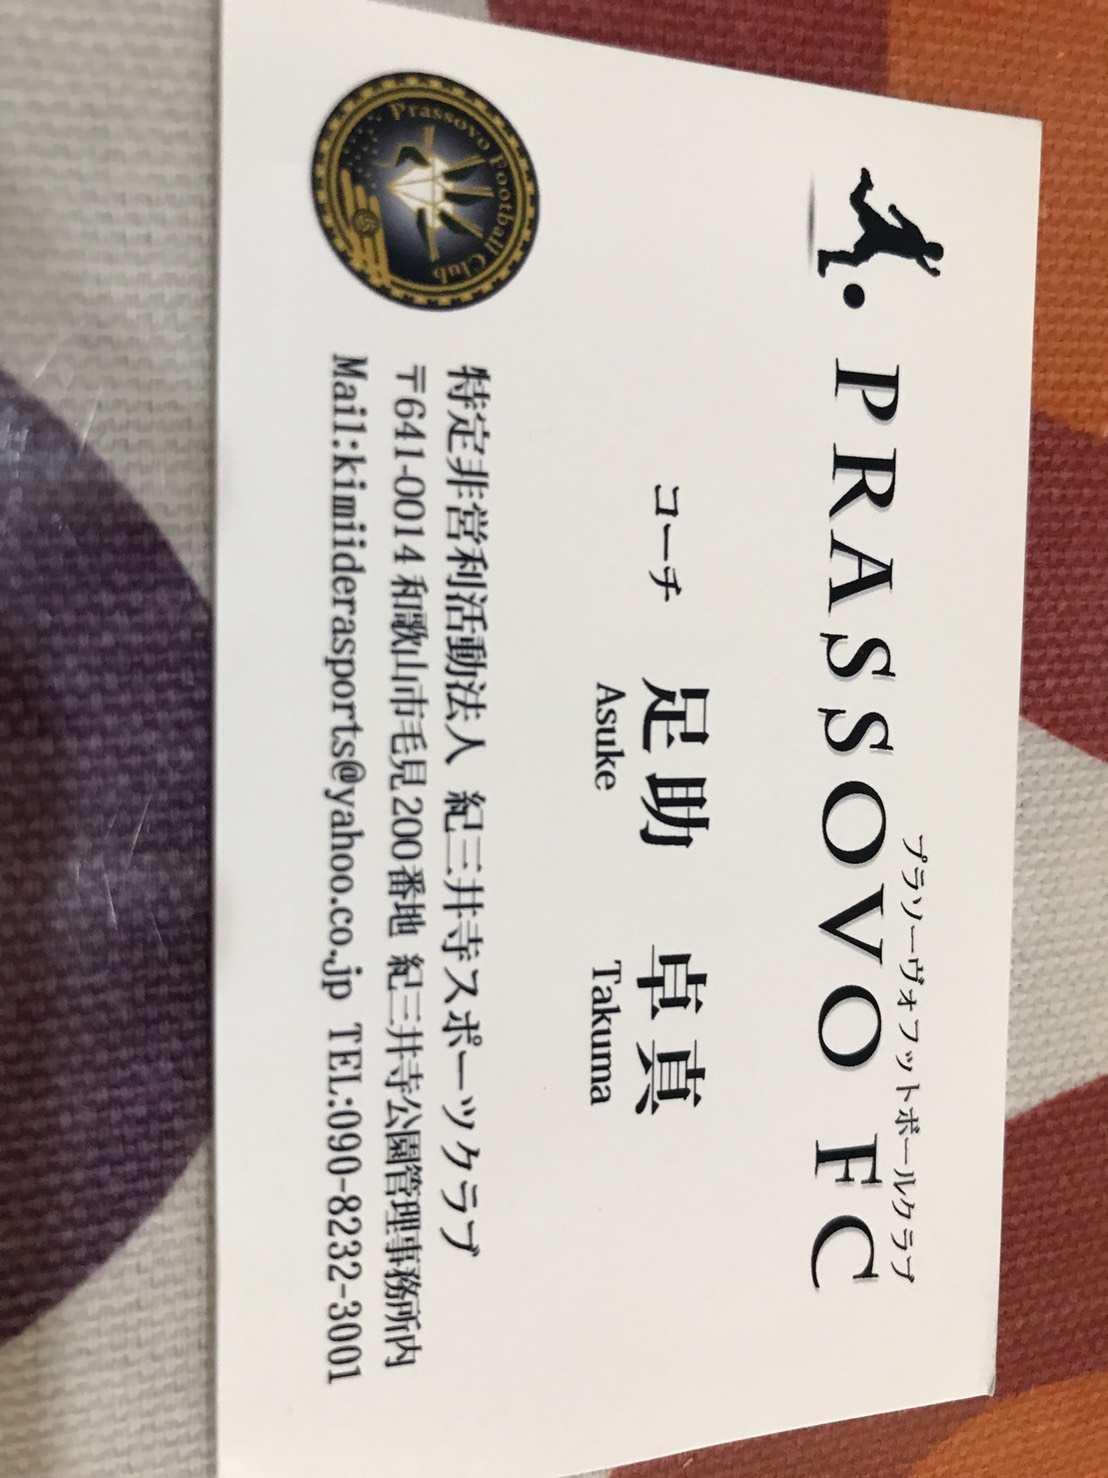 プラソーヴォフットボールクラブ
PRASSOVO FC
コーチ 足助 卓真
Asuke Takuma
Prassovo Football Club
特定非営利活動法人 紀三井寺スポーツクラブ
〒641-0014 和歌山市毛見200番地 紀三井寺公園管理事務所内
Mail:kimiiderasports@yahoo.co.jp TEL:090-8232-3001